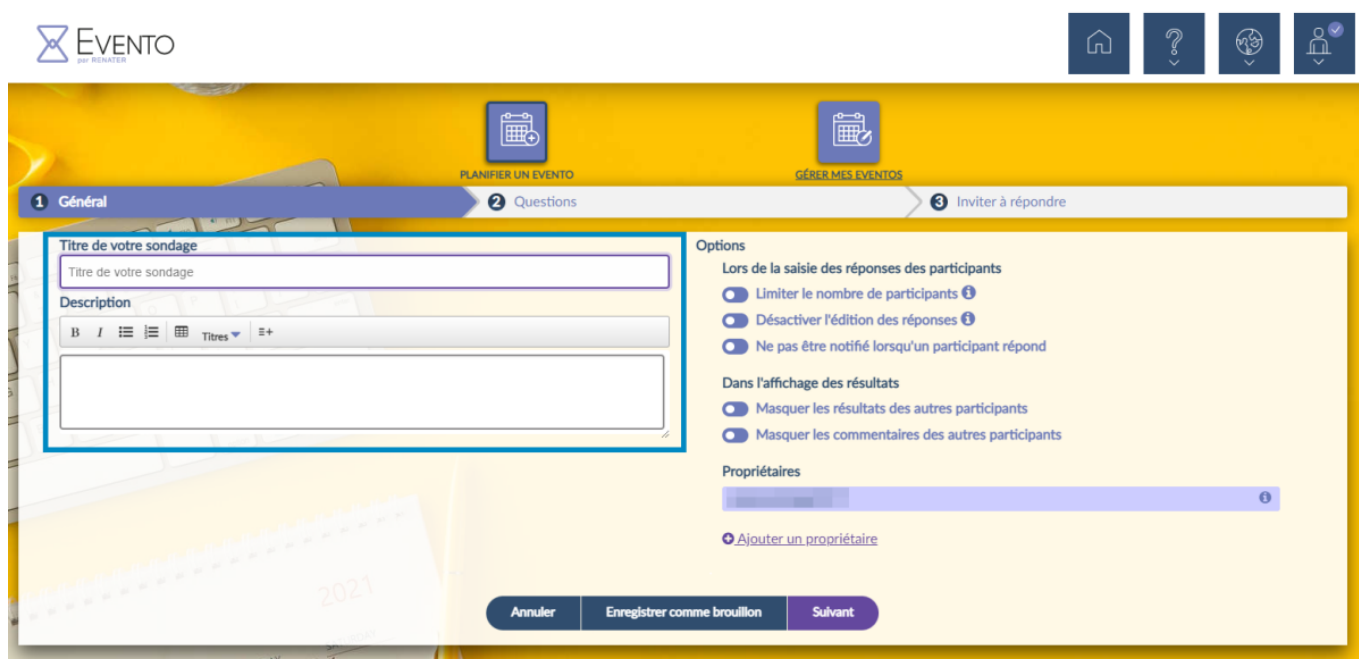 EVENTO
par RENATER
PLANIFIER UN EVENTO
GÉRER MES EVENTOS
1 Général
2 Questions
3 Inviter à répondre
Titre de votre sondage
Titre de votre sondage
Description
B I Titres
Options
Lors de la saisie des réponses des participants
Limiter le nombre de participants
Désactiver l'édition des réponses
Ne pas être notifié lorsqu'un participant répond
Dans l'affichage des résultats
Masquer les résultats des autres participants
Masquer les commentaires des autres participants
Propriétaires
Ajouter un propriétaire
2021
SATURDAY
Annuler Enregistrer comme brouillon Suivant